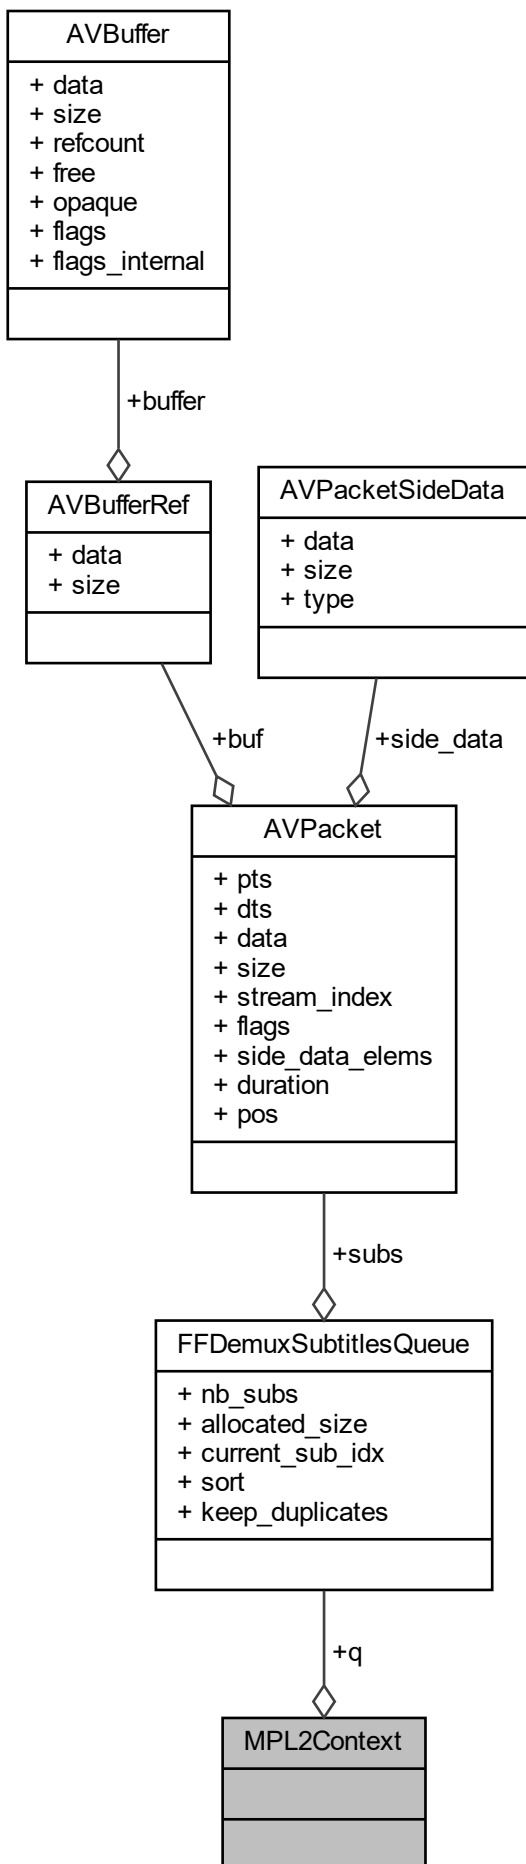 AVBuffer
+ data
+ size
+ refcount
+ free
+ opaque
+ flags
+ flags_internal
+buffer
AVBufferRef
+ data
+ size
AVPacketSideData
+ data
+ size
+ type
+buf
+side_data
AVPacket
+ pts
+ dts
+ data
+ size
+ stream_index
+ flags
+ side_data_elems
+ duration
+ pos
+subs
FFDemuxSubtitlesQueue
+ nb_subs
+ allocated_size
+ current_sub_idx
+ sort
+ keep_duplicates
+q
MPL2Context